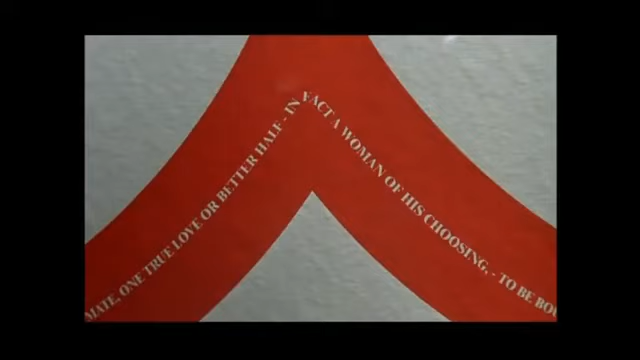 MATE, ONE TRUE LOVE OR BETTER HALF - IN FACT A WOMAN OF HIS CHOOSING, - TO BE